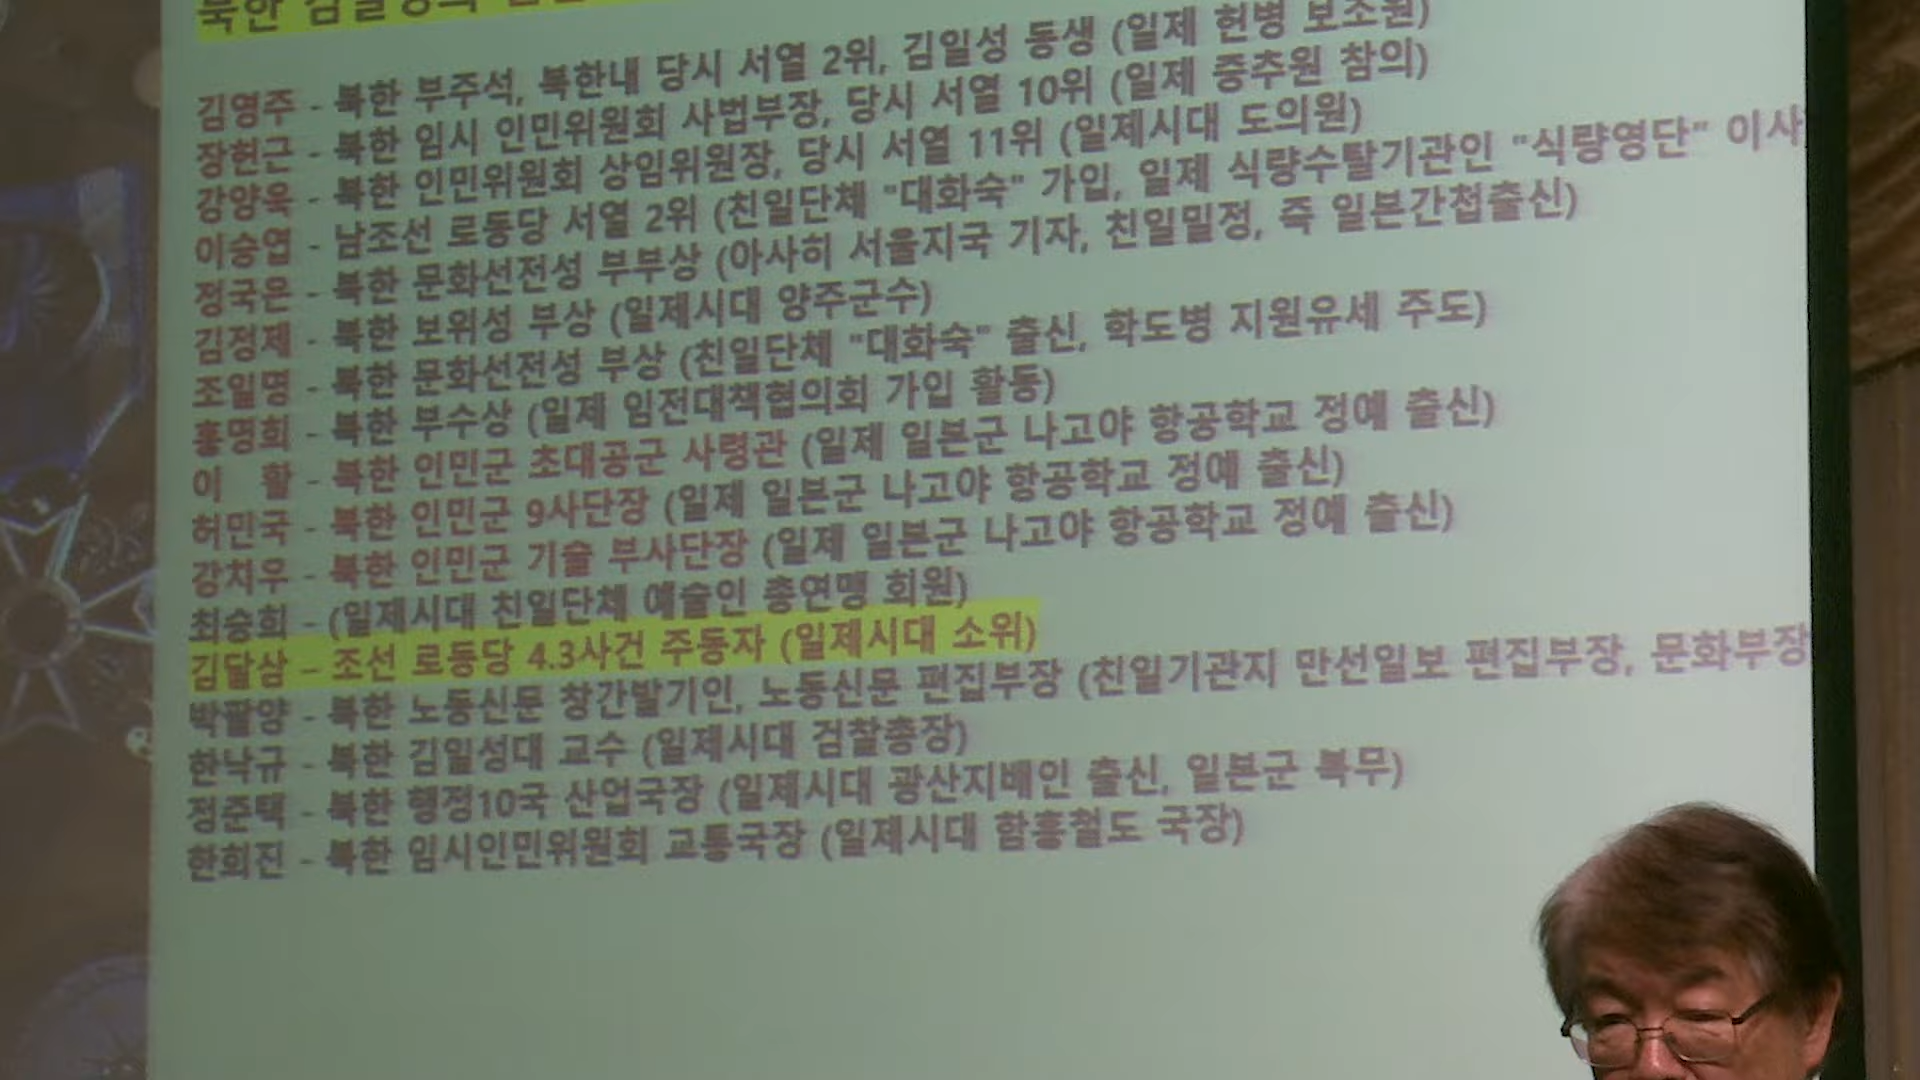 북한 김일성의
김영주 - 북한 부주석, 북한내 당시 서열 2위, 김일성 동생 (일제 헌병 보조원)
장헌근 - 북한 임시 인민위원회 사법부장, 당시 서열 10위 (일제 중추원 참의)
강양욱 - 북한 인민위원회 상임위원장, 당시 서열 11위 (일제시대 도의원)
이승엽 - 남조선 로동당 서열 2위 (친일단체 "대화숙" 가입, 일제 식량수탈기관인 "식량영단" 이사
정국은 - 북한 문화선전성 부부상 (아사히 서울지국 기자, 친일밀정, 즉 일본간첩출신)
김정제 - 북한 보위성 부상 (일제시대 양주군수)
조일명 - 북한 문화선전성 부상 (친일단체 "대화숙" 출신, 학도병 지원유세 주도)
홍명희 - 북한 부수상 (일제 임전대책협의회 가입 활동)
이 활 - 북한 인민군 초대공군 사령관 (일제 일본군 나고야 항공학교 정예 출신)
허민국 - 북한 인민군 9사단장 (일제 일본군 나고야 항공학교 정예 출신)
강치우 - 북한 인민군 기술 부사단장 (일제 일본군 나고야 항공학교 정예 출신)
최승희 - (일제시대 친일단체 예술인 총연맹 회원)
김달삼 – 조선 로동당 4.3사건 주동자 (일제시대 소위)
박팔양 - 북한 노동신문 창간발기인, 노동신문 편집부장 (친일기관지 만선일보 편집부장, 문화부장
한낙규 - 북한 김일성대 교수 (일제시대 검찰총장)
정준택 - 북한 행정10국 산업국장 (일제시대 광산지배인 출신, 일본군 복무)
한희진 - 북한 임시인민위원회 교통국장 (일제시대 함흥철도 국장)